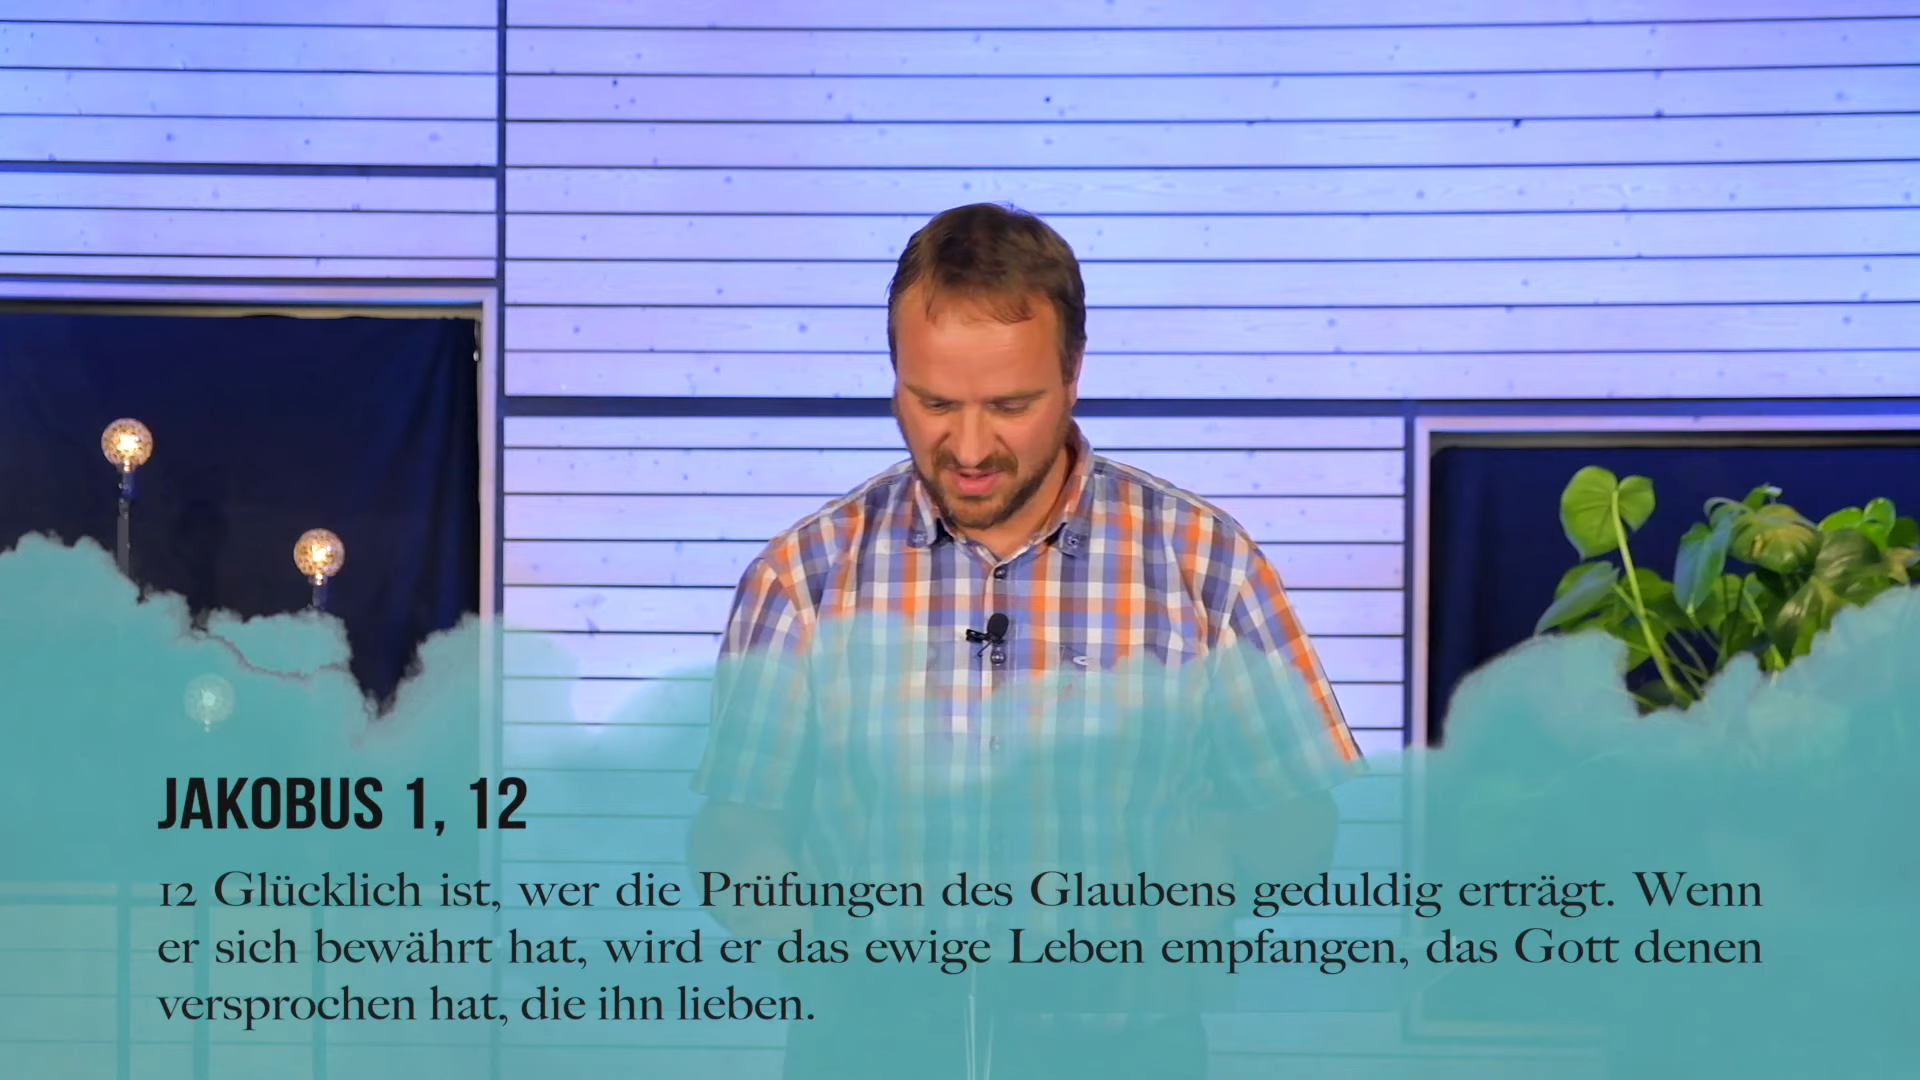 JAKOBUS 1, 12
12 Glücklich ist, wer die Prüfungen des Glaubens geduldig erträgt. Wenn
er sich bewährt hat, wird er das ewige Leben empfangen, das Gott denen
versprochen hat, die ihn lieben.